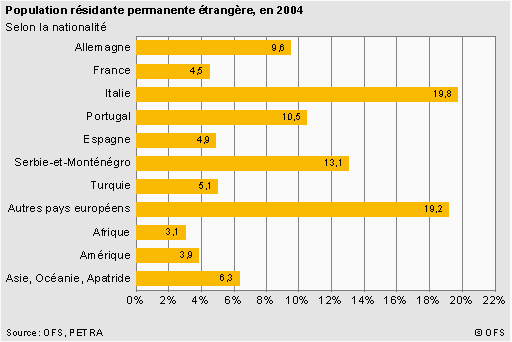 Population résidante permanente étrangère, en 2004
Selon la nationalité
Allemagne 9,6
France 4,5
Italie 19,8
Portugal 10,5
Espagne 4,9
Serbie-et-Monténégro 13,1
Turquie 5,1
Autres pays européens 19,2
Afrique 3,1
Amérique 3,9
Asie, Océanie, Apatride 6,3
0% 2% 4% 6% 8% 10% 12% 14% 16% 18% 20% 22%
Source: OFS, PETRA © OFS